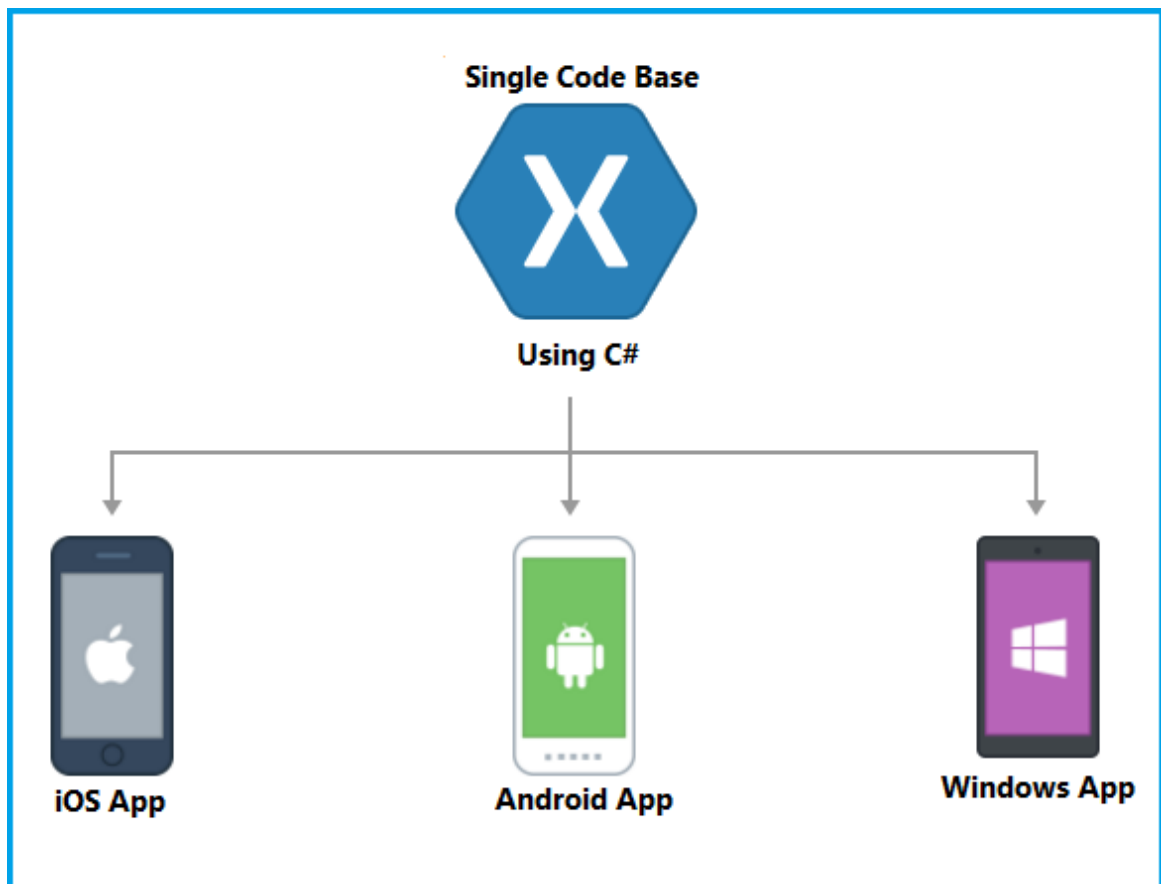 Single Code Base
X
Using C#
iOS App
Android App
Windows App